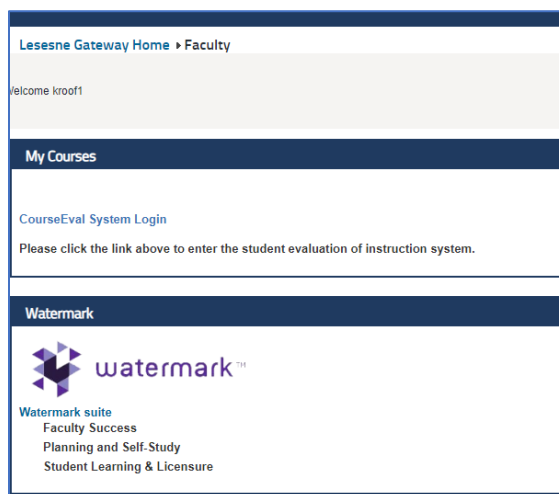 Lesesne Gateway Home ▸ Faculty
Welcome kroof1
My Courses
CourseEval System Login
Please click the link above to enter the student evaluation of instruction system.
Watermark
watermark™
Watermark suite
Faculty Success
Planning and Self-Study
Student Learning & Licensure